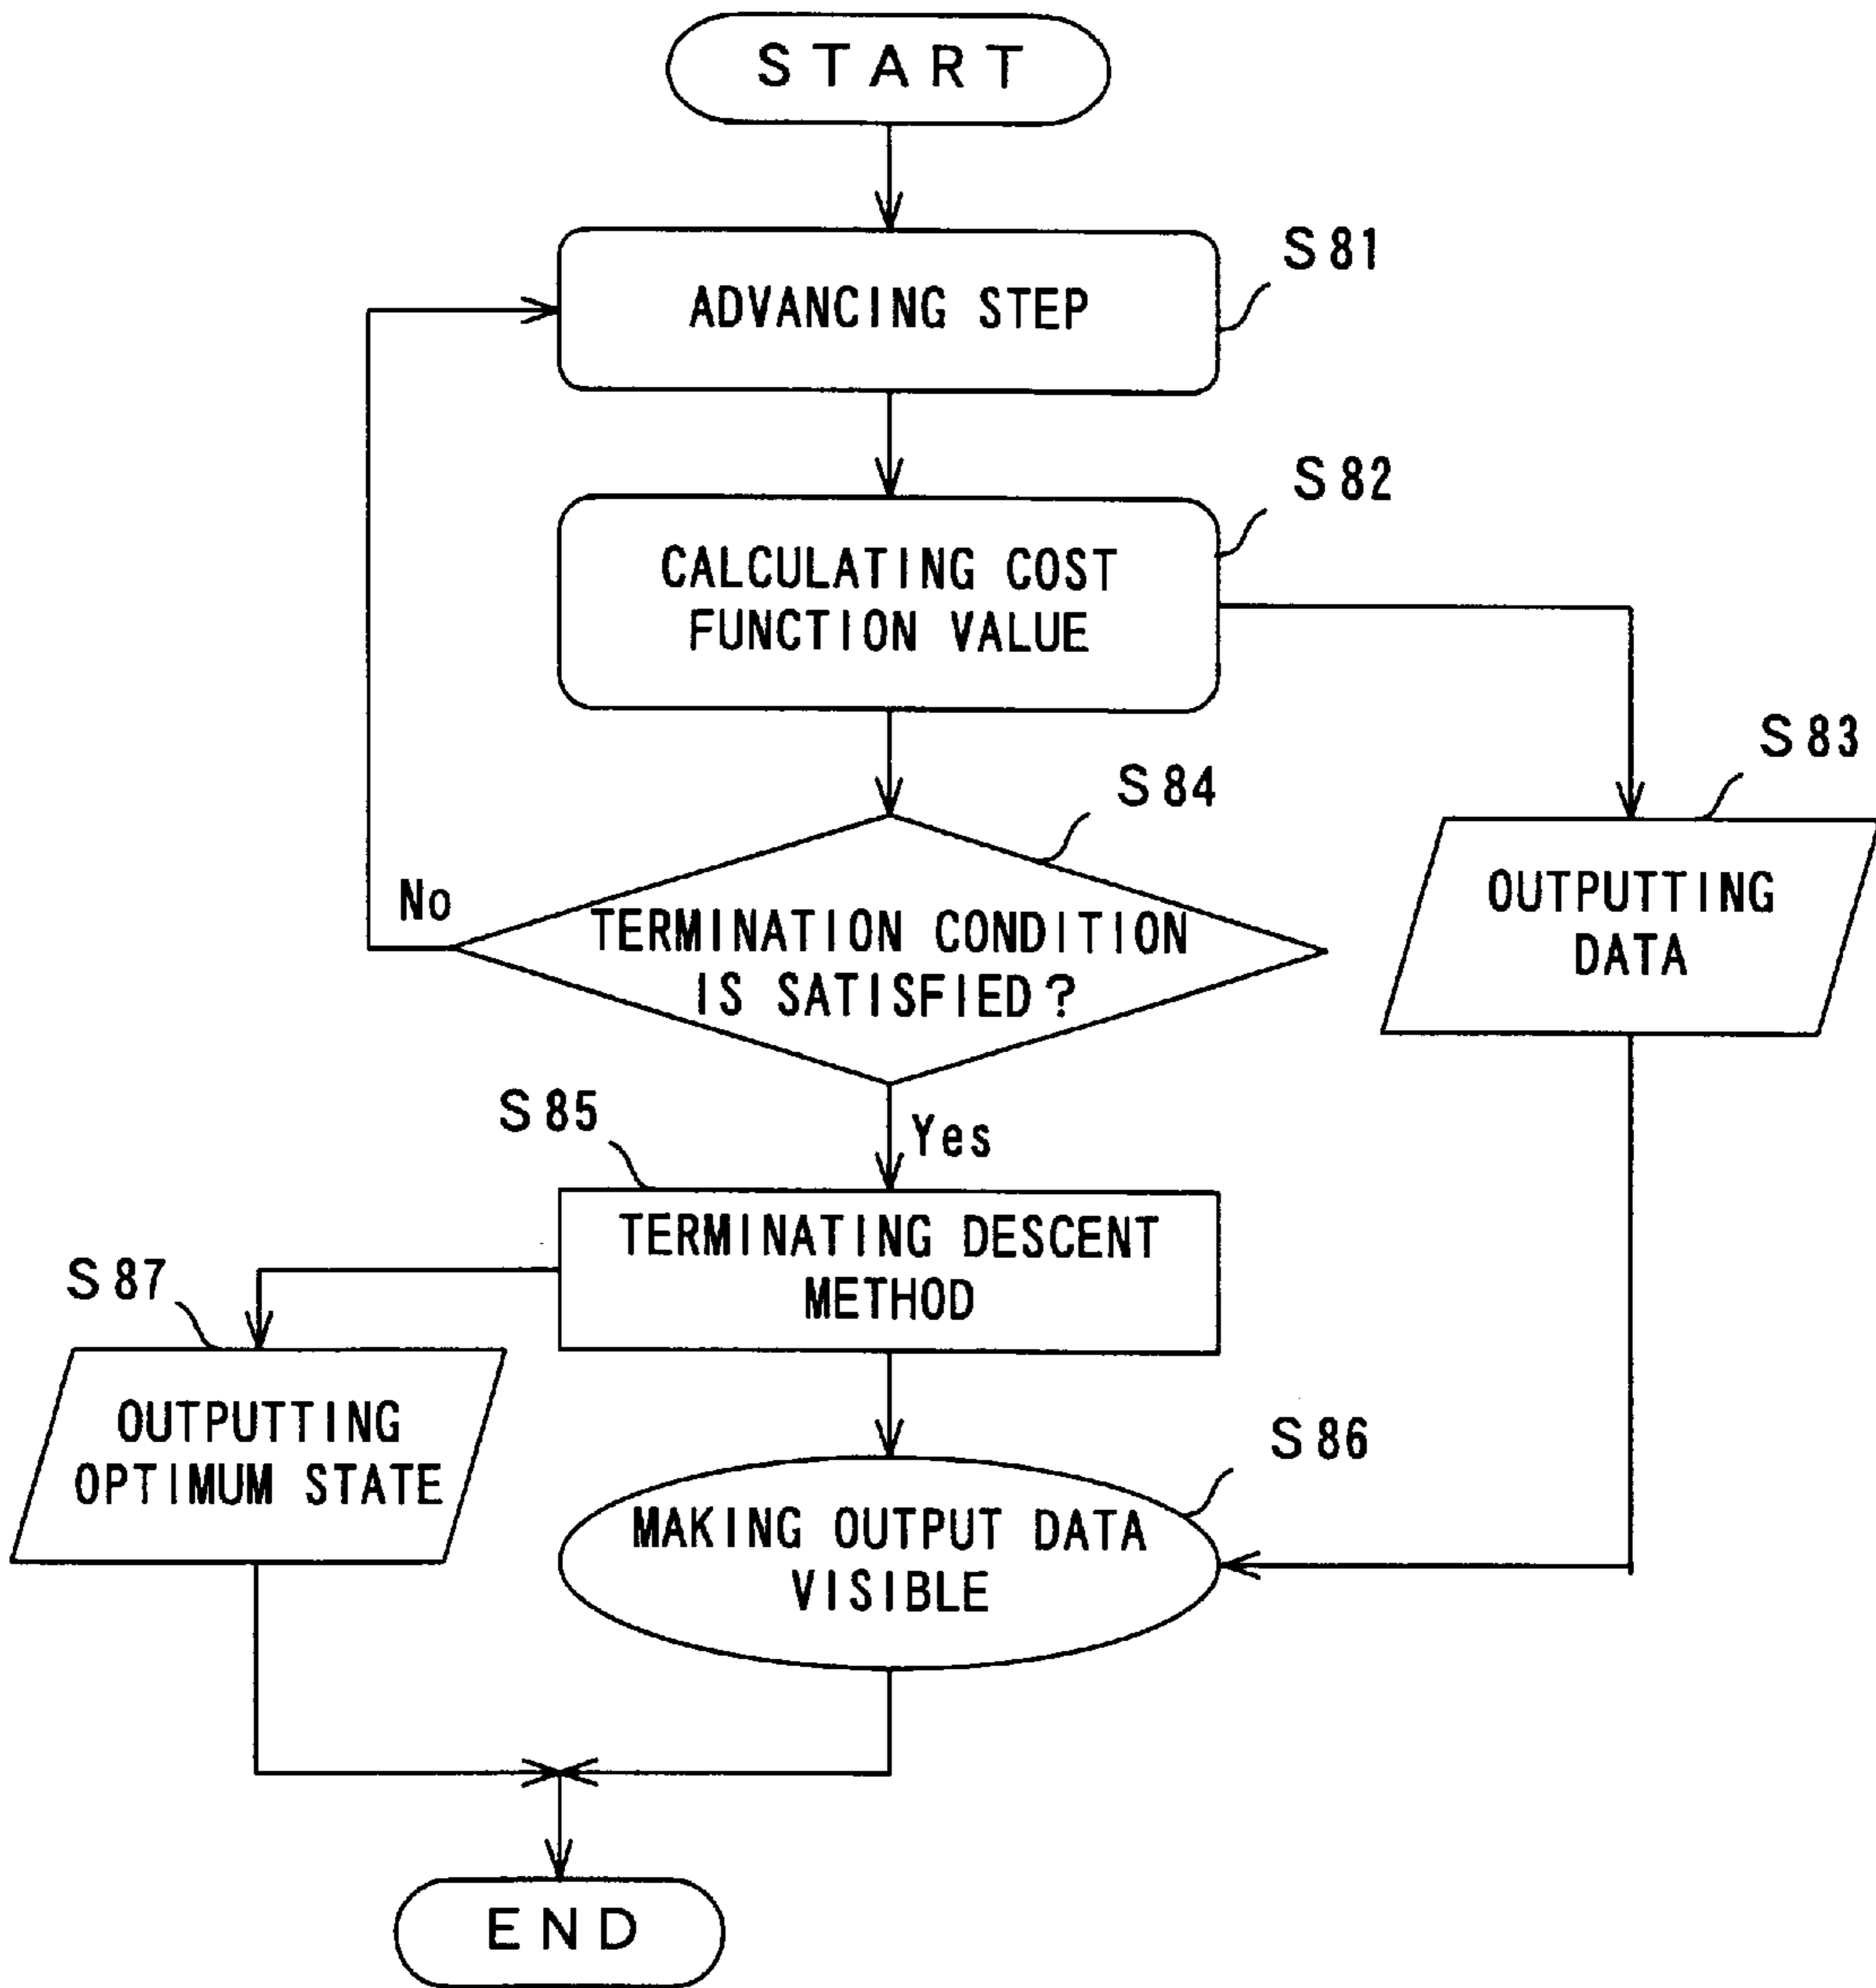 START
S81
ADVANCING STEP
S82
CALCULATING COST
FUNCTION VALUE
S83
S84
OUTPUTTING
DATA
No
TERMINATION CONDITION
IS SATISFIED?
S85
Yes
TERMINATING DESCENT
METHOD
S87
OUTPUTTING
OPTIMUM STATE
S86
MAKING OUTPUT DATA
VISIBLE
END